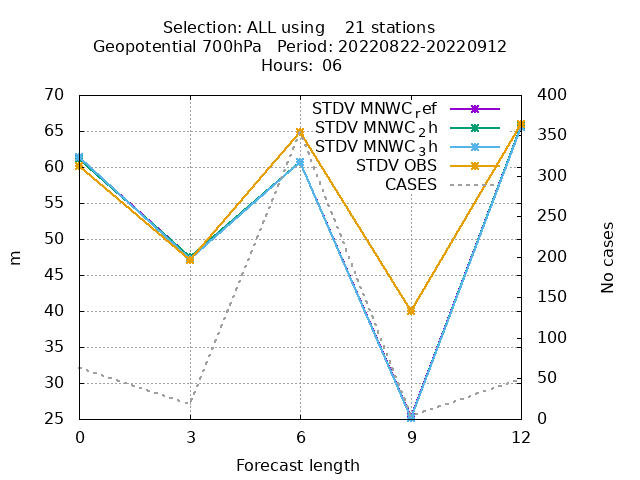 Selection: ALL using    21 stations
Geopotential 700hPa   Period: 20220822-20220912
Hours: 06
70
65
60
55
50
45
40
35
30
25
m
400
350
300
250
200
150
100
50
0
No cases
STDV MNWC_ref
STDV MNWC_2h
STDV MNWC_3h
STDV OBS
CASES
0 3 6 9 12
Forecast length